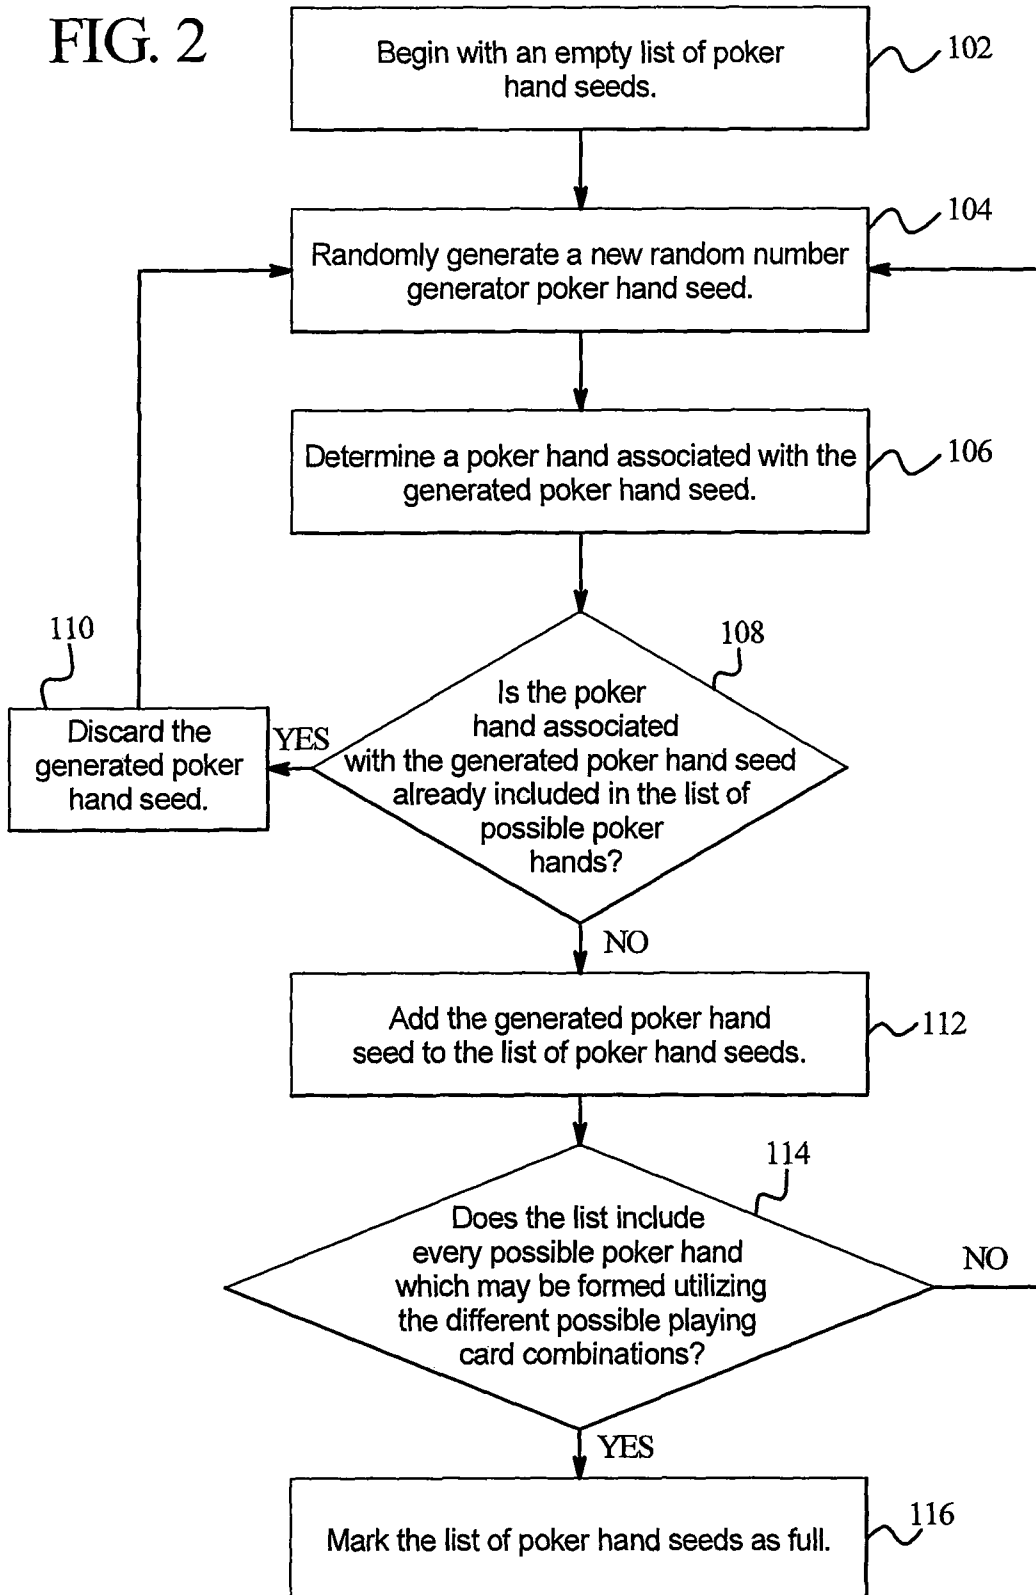 FIG. 2
Begin with an empty list of poker
hand seeds.
102
Randomly generate a new random number
generator poker hand seed.
104
Determine a poker hand associated with the
generated poker hand seed.
106
108
Is the poker
hand associated
with the generated poker hand seed
already included in the list of
possible poker
hands?
YES
110
Discard the
generated poker
hand seed.
NO
Add the generated poker hand
seed to the list of poker hand seeds.
112
114
Does the list include
every possible poker hand
which may be formed utilizing
the different possible playing
card combinations?
NO
YES
Mark the list of poker hand seeds as full.
116